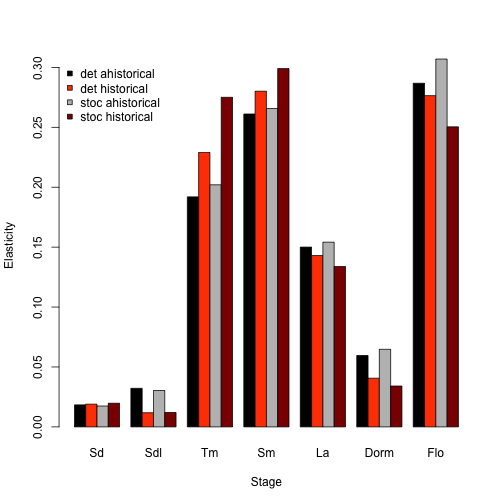 det ahistorical
det historical
stoc ahistorical
stoc historical
Elasticity
0.30
0.25
0.20
0.15
0.10
0.05
0.00
Sd Sdl Tm Sm La Dorm Flo
Stage